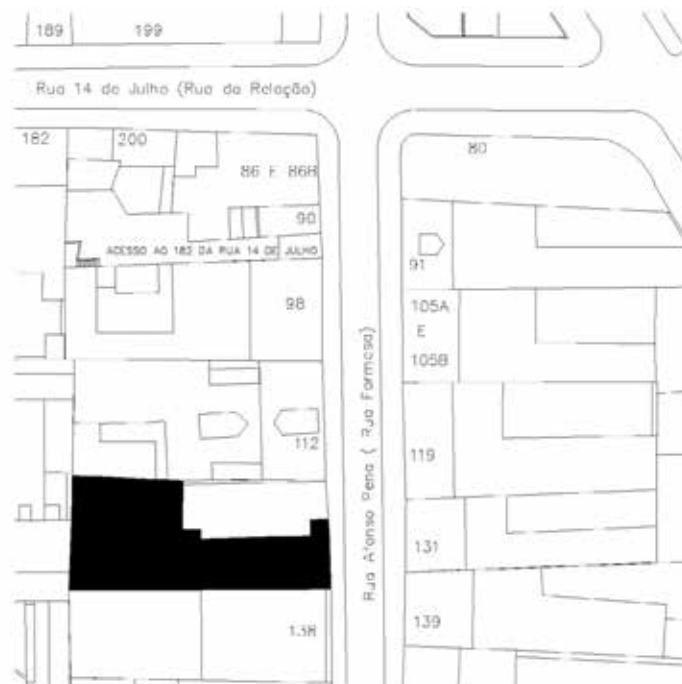 189
199
Rua 14 de Julho (Rua da Relação)
182
200
80
86 E 86B
90
ACESSO AO 182 DA RUA 14 DE JULHO
91
98
105A
E
105B
Rua Afonso Pena ( Rua Formosa)
112
119
131
138
139